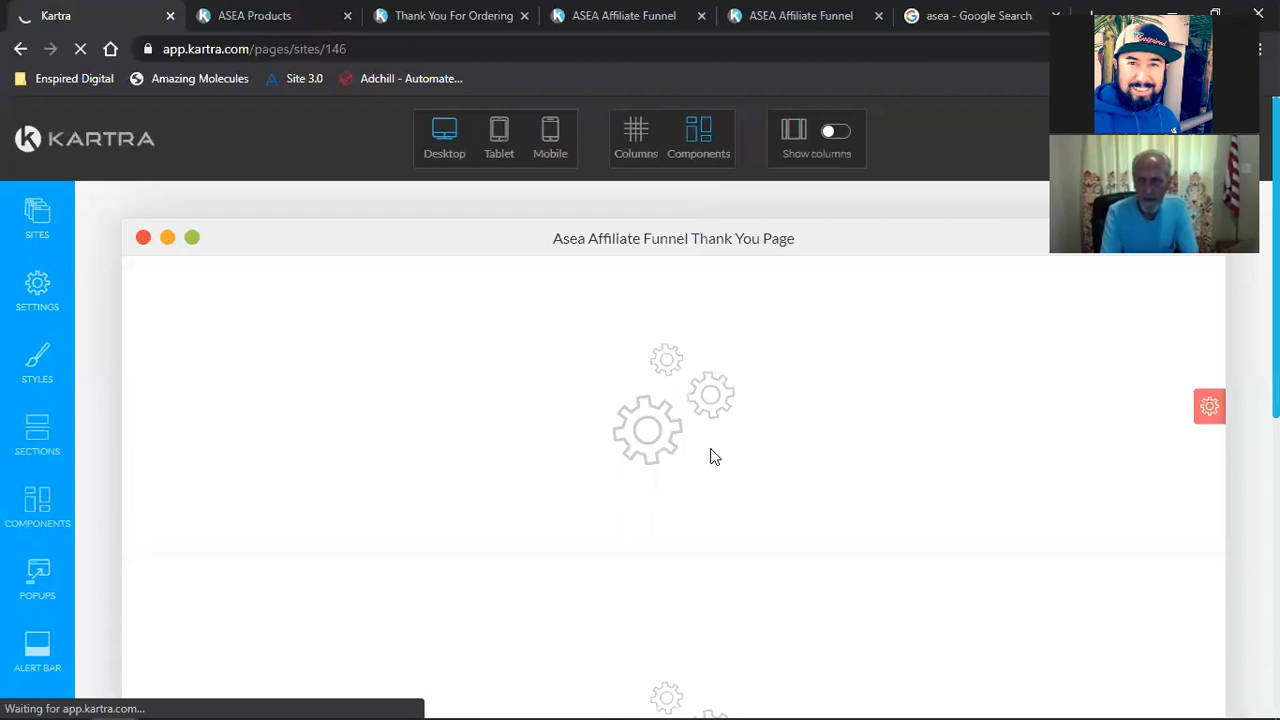 Kartra
ASEA Products
Thank You For Ordering
ASEA Affiliate Funnel
ASEA Affiliate Funnel
asea - Google Search
app.kartra.com/pages/sites/146
Enspired Digital
Amazing Molecules
Site 3.0
Adchill - Automate...
KARTRA
Desktop
Tablet
Mobile
Columns
Components
Show columns
SITES
SETTINGS
STYLES
SECTIONS
COMPONENTS
POPUPS
ALERT BAR
Asea Affiliate Funnel Thank You Page
Waiting for app.kartra.com...